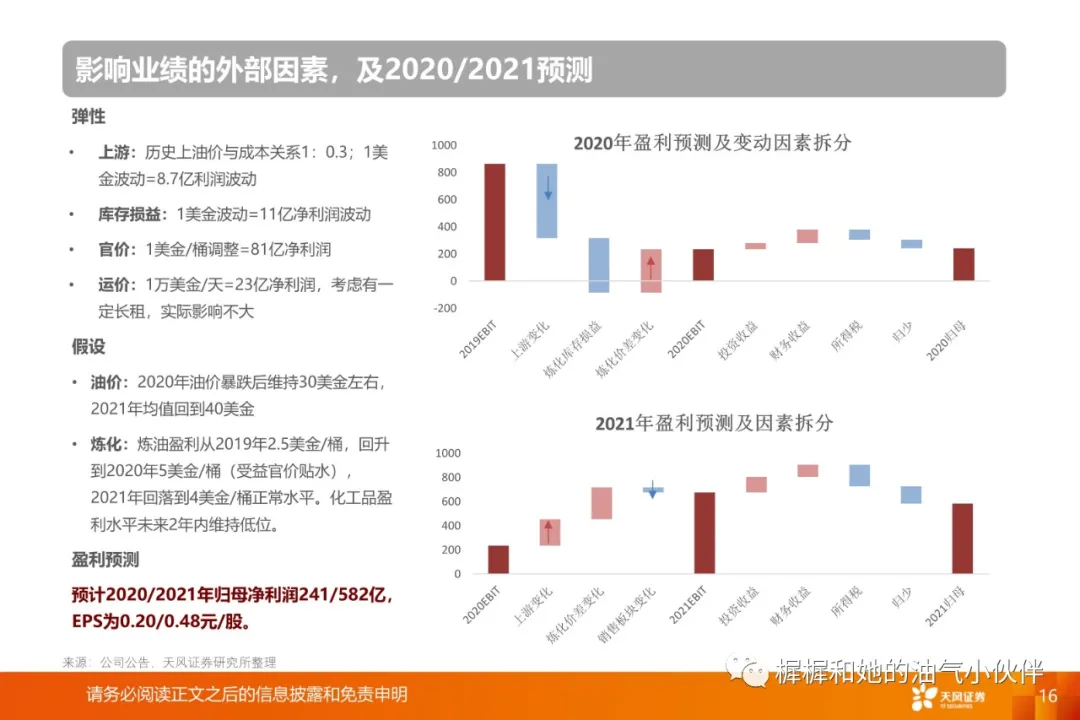 影响业绩的外部因素，及2020/2021预测
弹性
• 上游：历史上油价与成本关系1：0.3；1美
金波动=8.7亿利润波动
• 库存损益：1美金波动=11亿净利润波动
• 官价：1美金/桶调整=81亿净利润
• 运价：1万美金/天=23亿净利润，考虑有一
定长租，实际影响不大
假设
• 油价：2020年油价暴跌后维持30美金左右，
2021年均值回到40美金
• 炼化：炼油盈利从2019年2.5美金/桶，回升
到2020年5美金/桶（受益官价贴水），
2021年回落到4美金/桶正常水平。化工品盈
利水平未来2年内维持低位。
盈利预测
预计2020/2021年归母净利润241/582亿，
EPS为0.20/0.48元/股。
2020年盈利预测及变动因素拆分
1000
800
600
400
200
0
-200
2019EBIT
上游变化
炼化库存损益
炼化价差变化
2020EBIT
投资收益
财务收益
所得税
归少
2020归母
2021年盈利预测及因素拆分
1000
800
600
400
200
0
2020EBIT
上游变化
炼化价差变化
销售板块变化
2021EBIT
投资收益
财务收益
所得税
归少
2021归母
来源：公司公告、天风证券研究所整理
樨樨和她的油气小伙伴
请务必阅读正文之后的信息披露和免责申明
天风证券
TF SECURITIES
16